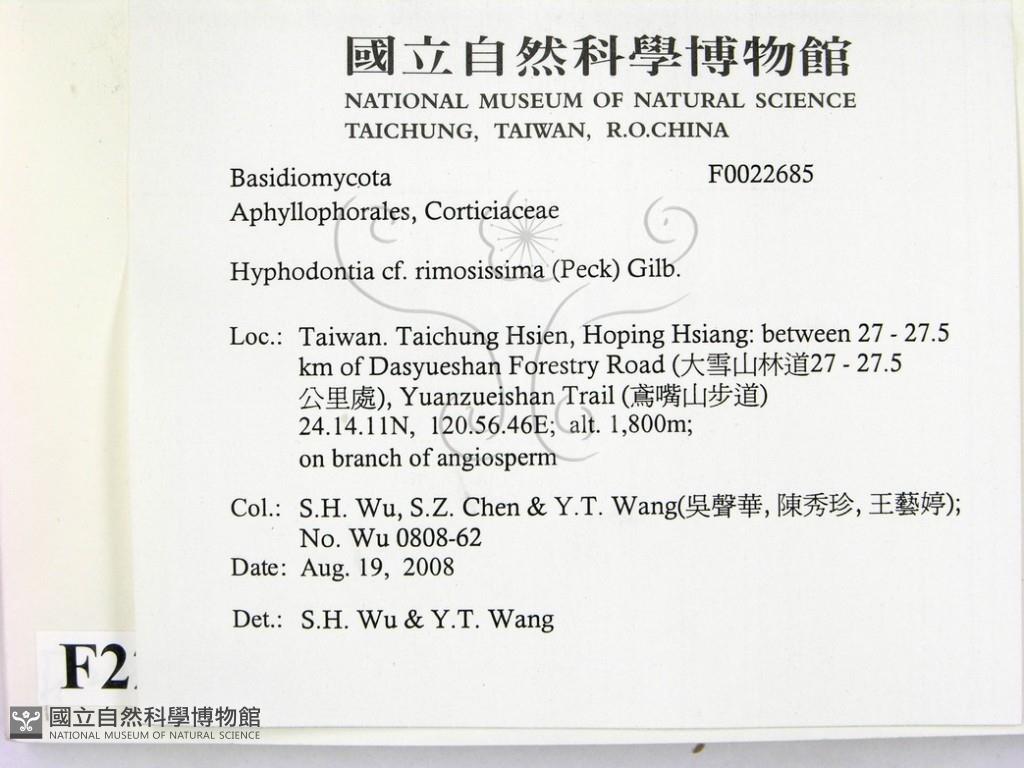 國立自然科學博物館
NATIONAL MUSEUM OF NATURAL SCIENCE
TAICHUNG, TAIWAN, R.O.CHINA
Basidiomycota F0022685
Aphyllophorales, Corticiaceae
Hyphodontia cf. rimosissima (Peck) Gilb.
Loc.: Taiwan. Taichung Hsien, Hoping Hsiang: between 27 - 27.5
km of Dasyueshan Forestry Road (大雪山林道27 - 27.5
公里處), Yuanzueishan Trail (鳶嘴山步道)
24.14.11N, 120.56.46E; alt. 1,800m;
on branch of angiosperm
Col.: S.H. Wu, S.Z. Chen & Y.T. Wang(吳聲華, 陳秀珍, 王藝婷);
No. Wu 0808-62
Date: Aug. 19, 2008
Det.: S.H. Wu & Y.T. Wang
國立自然科學博物館
NATIONAL MUSEUM OF NATURAL SCIENCE